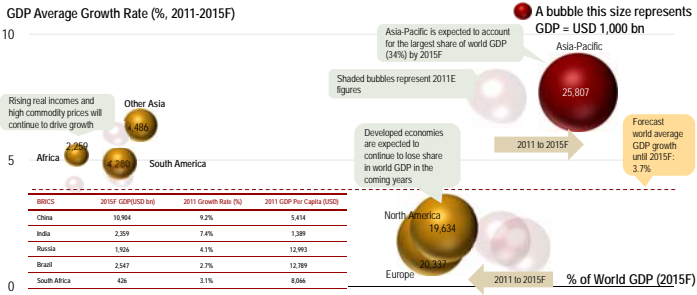 GDP Average Growth Rate (%, 2011-2015F)
A bubble this size represents
GDP = USD 1,000 bn
10
Asia-Pacific is expected to account
for the largest share of world GDP
(34%) by 2015F
Asia-Pacific
Shaded bubbles represent 2011E
figures
25,807
Rising real incomes and
high commodity prices will
continue to drive growth
Other Asia
4,486
Developed economies
are expected to
continue to lose share
in world GDP in the
coming years
2011 to 2015F
Forecast
world average
GDP growth
until 2015F:
3.7%
2,259
Africa
5
4,280
South America
BRICS 2015F GDP(USD bn) 2011 Growth Rate (%) 2011 GDP Per Capita (USD)
China 10,904 9.2% 5,414
India 2,359 7.4% 1,389
Russia 1,926 4.1% 12,993
Brazil 2,547 2.7% 12,789
South Africa 426 3.1% 8,066
North America
19,634
20,337
Europe
2011 to 2015F
0
% of World GDP (2015F)